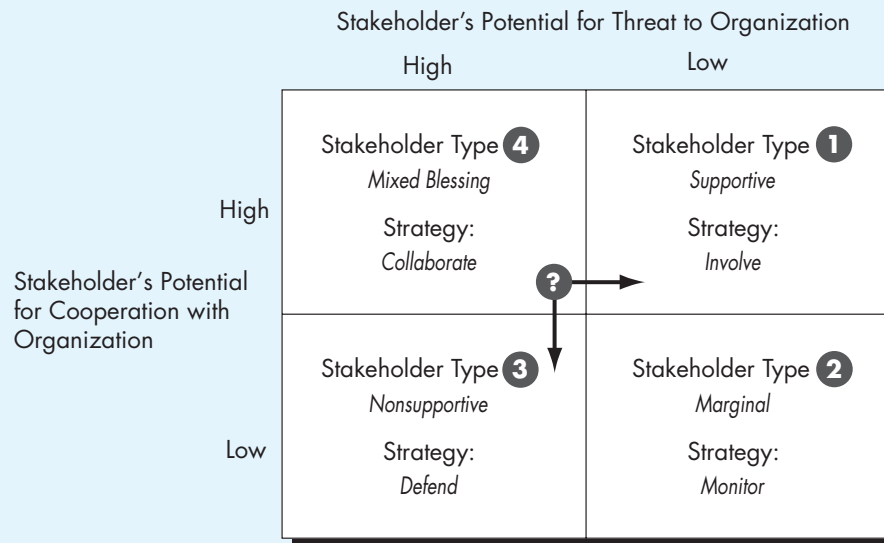 Stakeholder's Potential for Threat to Organization
High
Low
Stakeholder Type 4
Mixed Blessing
Strategy:
Collaborate
Stakeholder Type 1
Supportive
Strategy:
Involve
High
?
Stakeholder's Potential
for Cooperation with
Organization
Stakeholder Type 3
Nonsupportive
Strategy:
Defend
Stakeholder Type 2
Marginal
Strategy:
Monitor
Low